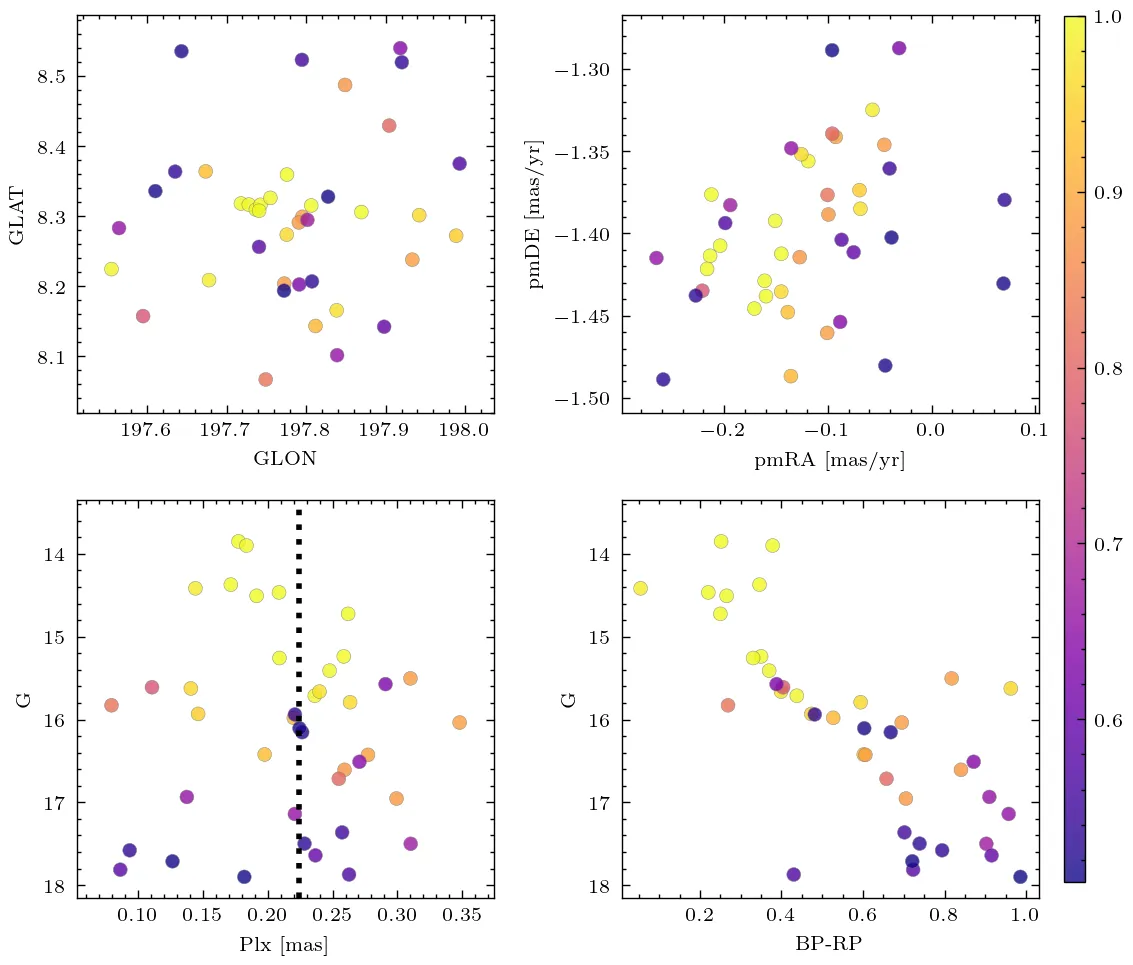 8.5
8.4
8.3
8.2
8.1
GLAT
197.6 197.7 197.8 197.9 198.0
GLON
−1.30
−1.35
−1.40
−1.45
−1.50
pmDE [mas/yr]
−0.2 −0.1 0.0 0.1
pmRA [mas/yr]
1.0
0.9
0.8
0.7
0.6
14
15
16
17
18
G
0.10 0.15 0.20 0.25 0.30 0.35
Plx [mas]
14
15
16
17
18
G
0.2 0.4 0.6 0.8 1.0
BP-RP